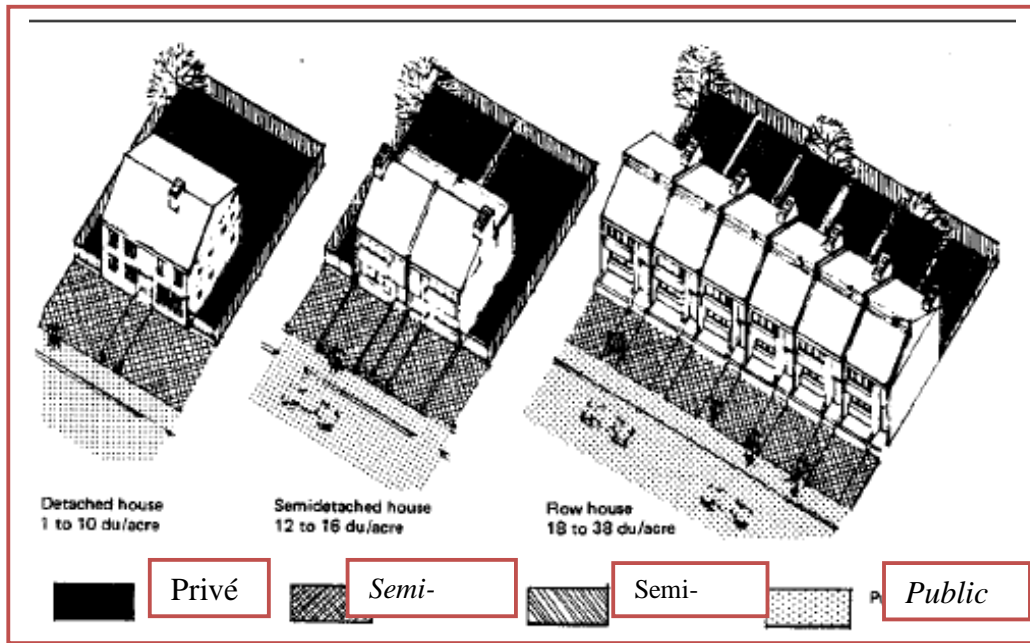 Detached house
1 to 10 du/acre
Semidetached house
12 to 16 du/acre
Row house
18 to 38 du/acre
Privé
Semi-
Semi-
Public